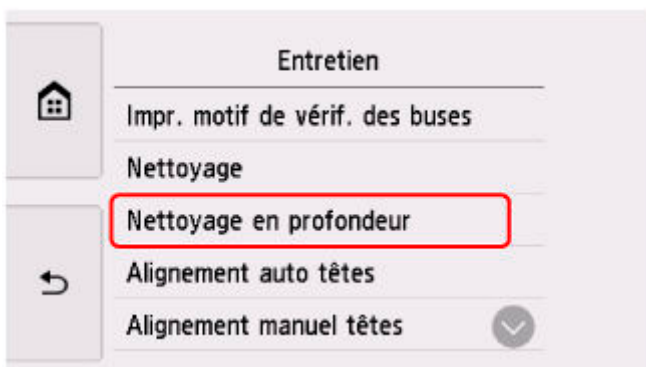 Entretien
Impr. motif de vérif. des buses
Nettoyage
Nettoyage en profondeur
Alignement auto têtes
Alignement manuel têtes